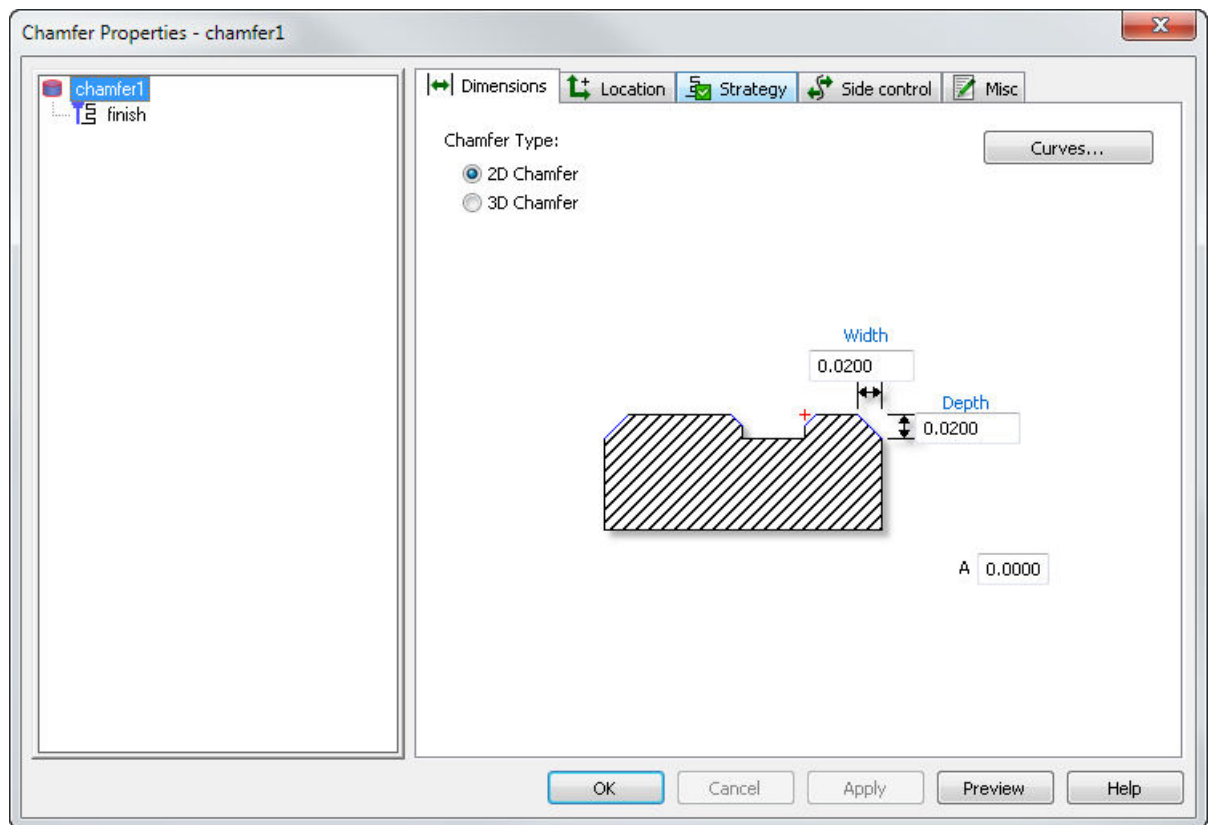 Chamfer Properties - chamfer1
chamfer1
finish
Dimensions Location Strategy Side control Misc
Chamfer Type:
Curves...
2D Chamfer
3D Chamfer
Width
0.0200
Depth
0.0200
A 0.0000
OK Cancel Apply Preview Help